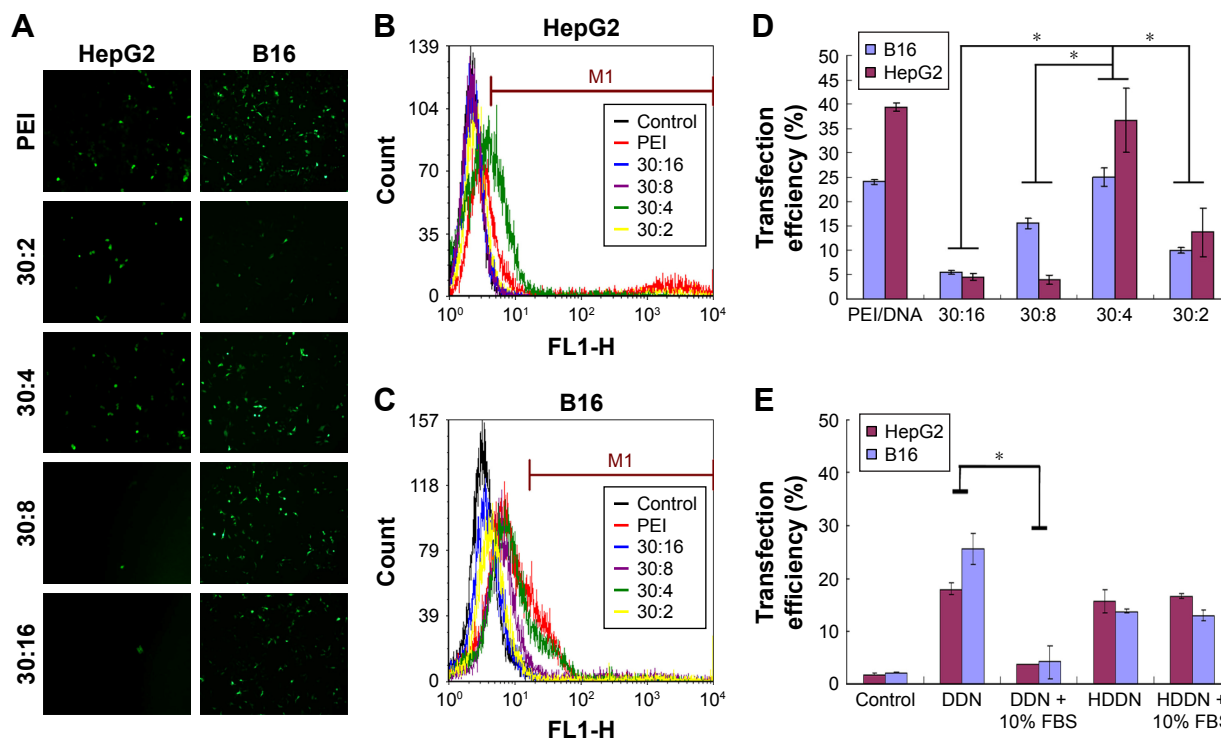 A
HepG2
B16
PEI
30:2
30:4
30:8
30:16
B
HepG2
139
104
70
35
0
Count
M1
Control
PEI
30:16
30:8
30:4
30:2
10⁰
10¹
10²
10³
10⁴
FL1-H
C
B16
157
118
79
39
0
Count
M1
Control
PEI
30:16
30:8
30:4
30:2
10⁰
10¹
10²
10³
10⁴
FL1-H
D
Transfection
effciency (%)
50
45
40
35
30
25
20
15
10
5
0
B16
HepG2
*
*
*
PEI/DNA
30:16
30:8
30:4
30:2
E
Transfection
efficiency (%)
50
40
30
20
10
0
HepG2
B16
*
Control
DDN
DDN +
10% FBS
HDDN
HDDN +
10% FBS